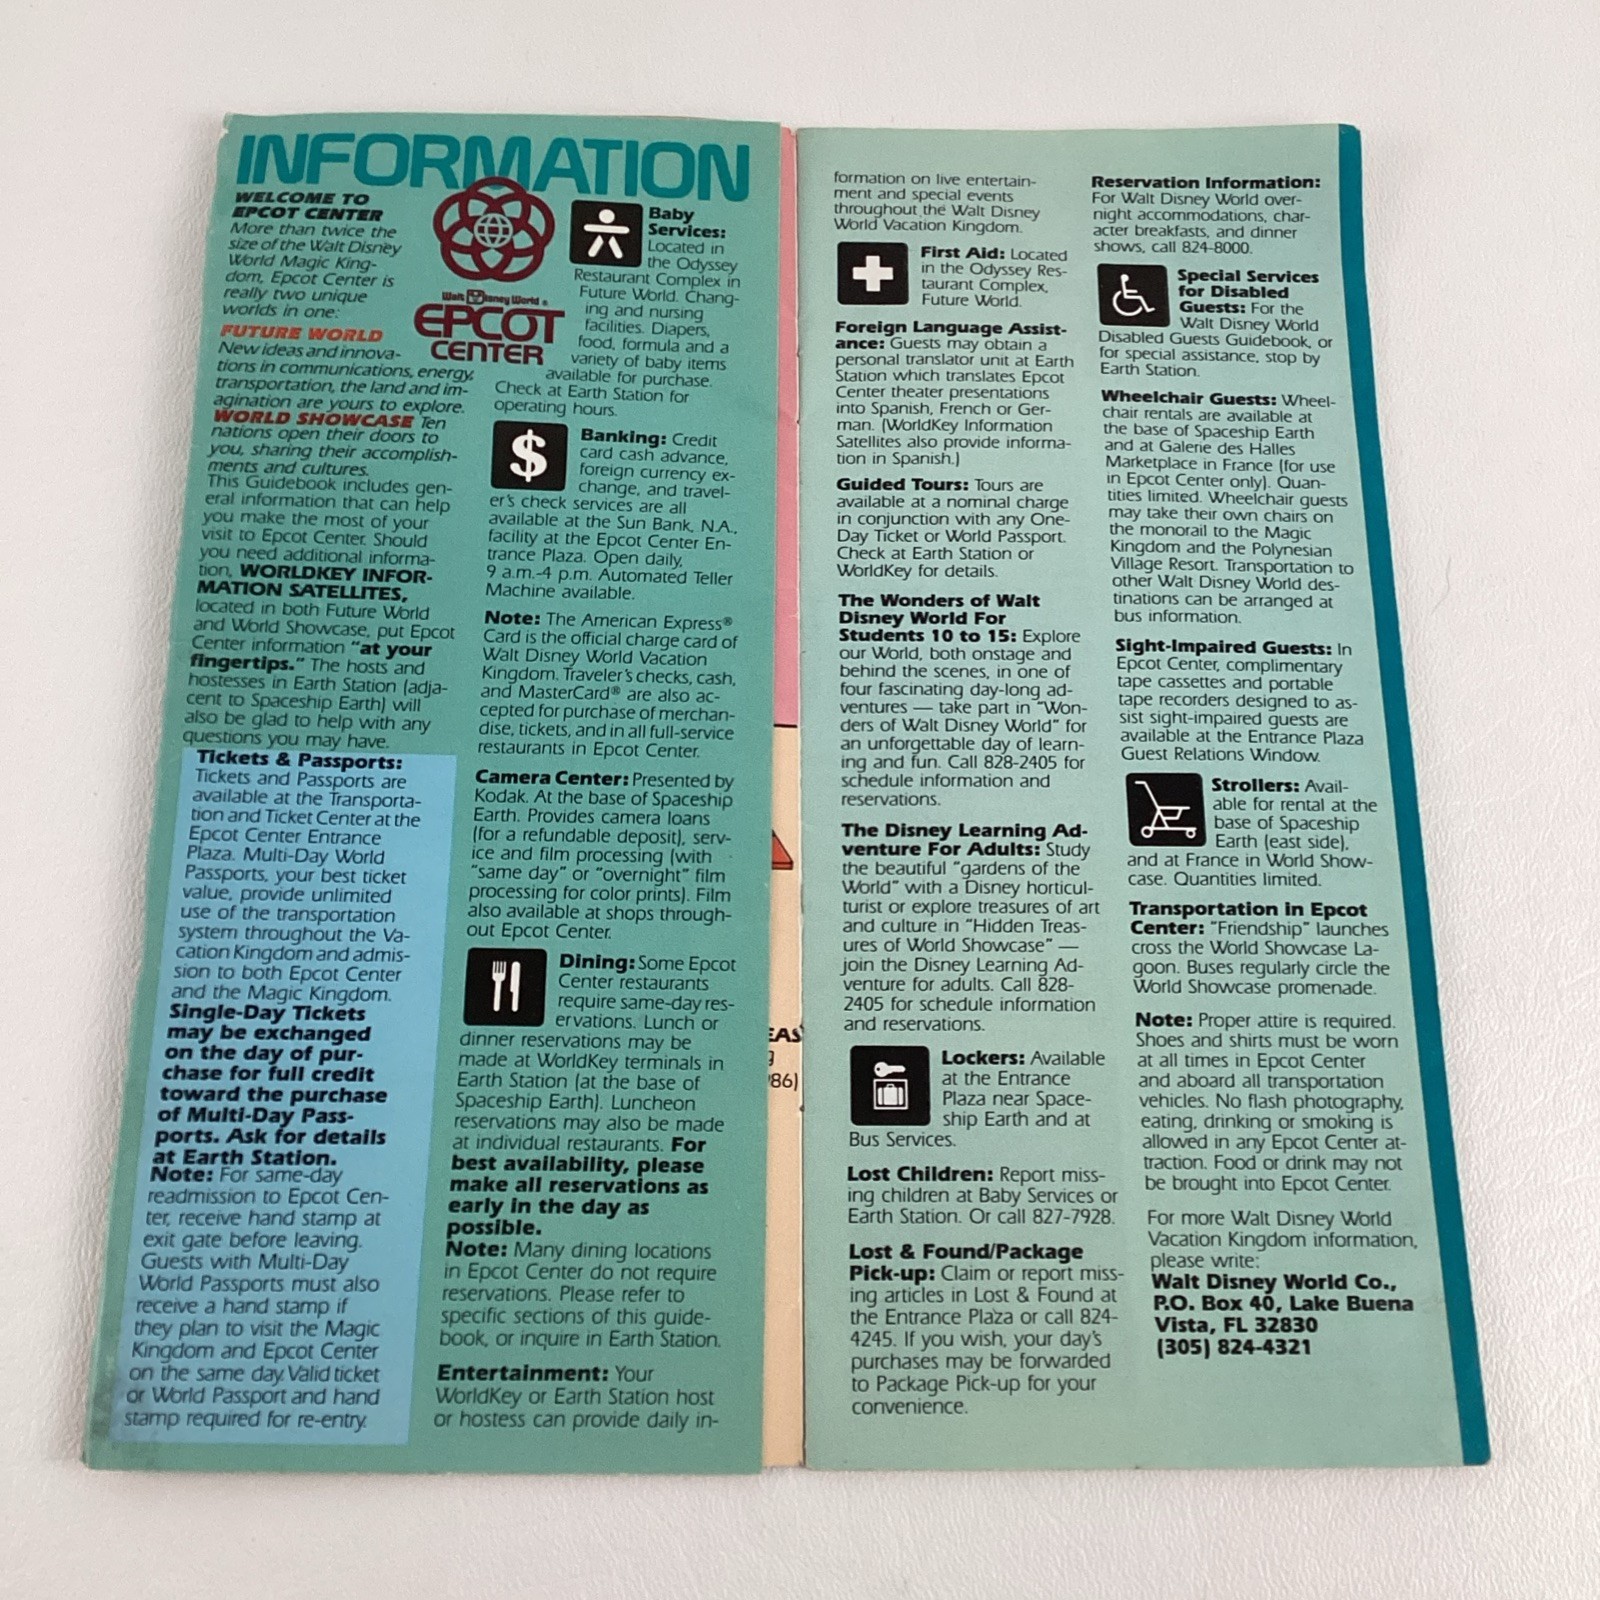 INFORMATION
WELCOME TO
EPCOT CENTER
More than twice the
size of the Walt Disney
World Magic King-
dom, Epcot Center is
really two unique
worlds in one:
FUTURE WORLD
New ideas and innova-
tions in communications, energy,
transportation, the land and im-
agination are yours to explore.
WORLD SHOWCASE Ten
nations open their doors to
you, sharing their accomplish-
ments and cultures.
This Guidebook includes gen-
eral information that can help
you make the most of your
visit to Epcot Center. Should
you need additional informa-
tion, WORLDKEY INFOR-
MATION SATELLITES,
located in both Future World
and World Showcase, put Epcot
Center information "at your
fingertips." The hosts and
hostesses in Earth Station (adja-
cent to Spaceship Earth) will
also be glad to help with any
questions you may have.
Tickets & Passports:
Tickets and Passports are
available at the Transporta-
tion and Ticket Center at the
Epcot Center Entrance
Plaza. Multi-Day World
Passports, your best ticket
value, provide unlimited
use of the transportation
system throughout the Va-
cation Kingdom and admis-
sion to both Epcot Center
and the Magic Kingdom.
Single-Day Tickets
may be exchanged
on the day of pur-
chase for full credit
toward the purchase
of Multi-Day Pass-
ports. Ask for details
at Earth Station.
Note: For same-day
readmission to Epcot Cen-
ter, receive hand stamp at
exit gate before leaving.
Guests with Multi-Day
World Passports must also
receive a hand stamp if
they plan to visit the Magic
Kingdom and Epcot Center
on the same day. Valid ticket
or World Passport and hand
stamp required for re-entry.
Walt Disney World ®
EPCOT
CENTER
Baby
Services:
Located in
the Odyssey
Restaurant Complex in
Future World. Chang-
ing and nursing
facilities. Diapers,
food, formula and a
variety of baby items
available for purchase.
Check at Earth Station for
operating hours.
$
Banking: Credit
card cash advance,
foreign currency ex-
change, and travel-
er's check services are all
available at the Sun Bank, N.A.,
facility at the Epcot Center En-
trance Plaza. Open daily,
9 a.m.-4 p.m. Automated Teller
Machine available.
Note: The American Express®
Card is the official charge card of
Walt Disney World Vacation
Kingdom. Traveler's checks, cash,
and MasterCard® are also ac-
cepted for purchase of merchan-
dise, tickets, and in all full-service
restaurants in Epcot Center.
Camera Center: Presented by
Kodak. At the base of Spaceship
Earth. Provides camera loans
(for a refundable deposit), serv-
ice and film processing (with
"same day" or "overnight" film
processing for color prints). Film
also available at shops through-
out Epcot Center.
Dining: Some Epcot
Center restaurants
require same-day res-
ervations. Lunch or
dinner reservations may be
made at WorldKey terminals in
Earth Station (at the base of
Spaceship Earth). Luncheon
reservations may also be made
at individual restaurants. For
best availability, please
make all reservations as
early in the day as
possible.
Note: Many dining locations
in Epcot Center do not require
reservations. Please refer to
specific sections of this guide-
book, or inquire in Earth Station.
Entertainment: Your
WorldKey or Earth Station host
or hostess can provide daily in-
EAS
86)
formation on live entertain-
ment and special events
throughout the Walt Disney
World Vacation Kingdom.
First Aid: Located
in the Odyssey Res-
taurant Complex,
Future World.
Foreign Language Assist-
ance: Guests may obtain a
personal translator unit at Earth
Station which translates Epcot
Center theater presentations
into Spanish, French or Ger-
man. (WorldKey Information
Satellites also provide informa-
tion in Spanish.)
Guided Tours: Tours are
available at a nominal charge
in conjunction with any One-
Day Ticket or World Passport.
Check at Earth Station or
WorldKey for details.
The Wonders of Walt
Disney World For
Students 10 to 15: Explore
our World, both onstage and
behind the scenes, in one of
four fascinating day-long ad-
ventures — take part in "Won-
ders of Walt Disney World" for
an unforgettable day of learn-
ing and fun. Call 828-2405 for
schedule information and
reservations.
The Disney Learning Ad-
venture For Adults: Study
the beautiful "gardens of the
World" with a Disney horticul-
turist or explore treasures of art
and culture in "Hidden Treas-
ures of World Showcase" —
join the Disney Learning Ad-
venture for adults. Call 828-
2405 for schedule information
and reservations.
Lockers: Available
at the Entrance
Plaza near Space-
ship Earth and at
Bus Services.
Lost Children: Report miss-
ing children at Baby Services or
Earth Station. Or call 827-7928.
Lost & Found/Package
Pick-up: Claim or report miss-
ing articles in Lost & Found at
the Entrance Plaza or call 824-
4245. If you wish, your day's
purchases may be forwarded
to Package Pick-up for your
convenience.
Reservation Information:
For Walt Disney World over-
night accommodations, char-
acter breakfasts, and dinner
shows, call 824-8000.
Special Services
for Disabled
Guests: For the
Walt Disney World
Disabled Guests Guidebook, or
for special assistance, stop by
Earth Station.
Wheelchair Guests: Wheel-
chair rentals are available at
the base of Spaceship Earth
and at Galerie des Halles
Marketplace in France (for use
in Epcot Center only). Quan-
tities limited. Wheelchair guests
may take their own chairs on
the monorail to the Magic
Kingdom and the Polynesian
Village Resort. Transportation to
other Walt Disney World des-
tinations can be arranged at
bus information.
Sight-Impaired Guests: In
Epcot Center, complimentary
tape cassettes and portable
tape recorders designed to as-
sist sight-impaired guests are
available at the Entrance Plaza
Guest Relations Window.
Strollers: Avail-
able for rental at the
base of Spaceship
Earth (east side),
and at France in World Show-
case. Quantities limited.
Transportation in Epcot
Center: "Friendship" launches
cross the World Showcase La-
goon. Buses regularly circle the
World Showcase promenade.
Note: Proper attire is required.
Shoes and shirts must be worn
at all times in Epcot Center
and aboard all transportation
vehicles. No flash photography,
eating, drinking or smoking is
allowed in any Epcot Center at-
traction. Food or drink may not
be brought into Epcot Center.
For more Walt Disney World
Vacation Kingdom information,
please write:
Walt Disney World Co.,
P.O. Box 40, Lake Buena
Vista, FL 32830
(305) 824-4321